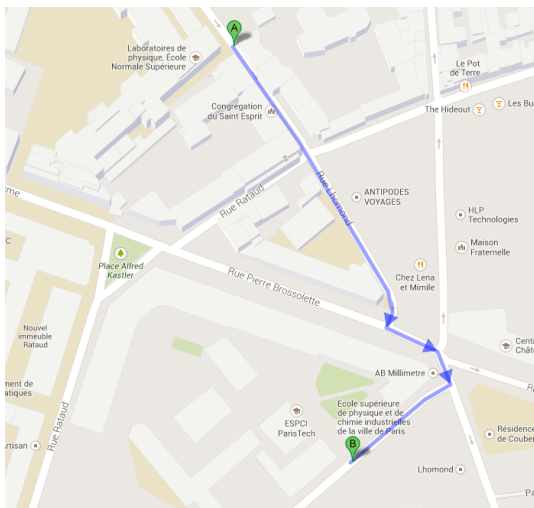 A
Laboratoires de
physique, École
Normale Supérieure
Le Pot
de Terre
Congrégation
du Saint Esprit
The Hideout
Les Bu
Rue Lhomond
ANTIPODES
VOYAGES
Rue Rataud
HLP
Technologies
Maison
Fraternelle
Place Alfred
Kastler
Rue Pierre Brossolette
Chez Lena
et Mimile
Nouvel
immeuble
Rataud
Cent
Chât
AB Millimetre
Ecole supérieure
de physique et de
chimie industrielles
de la ville de Paris
ESPCI
ParisTech
B
Résidence
de Couber
Rue Rataud
Lhomond